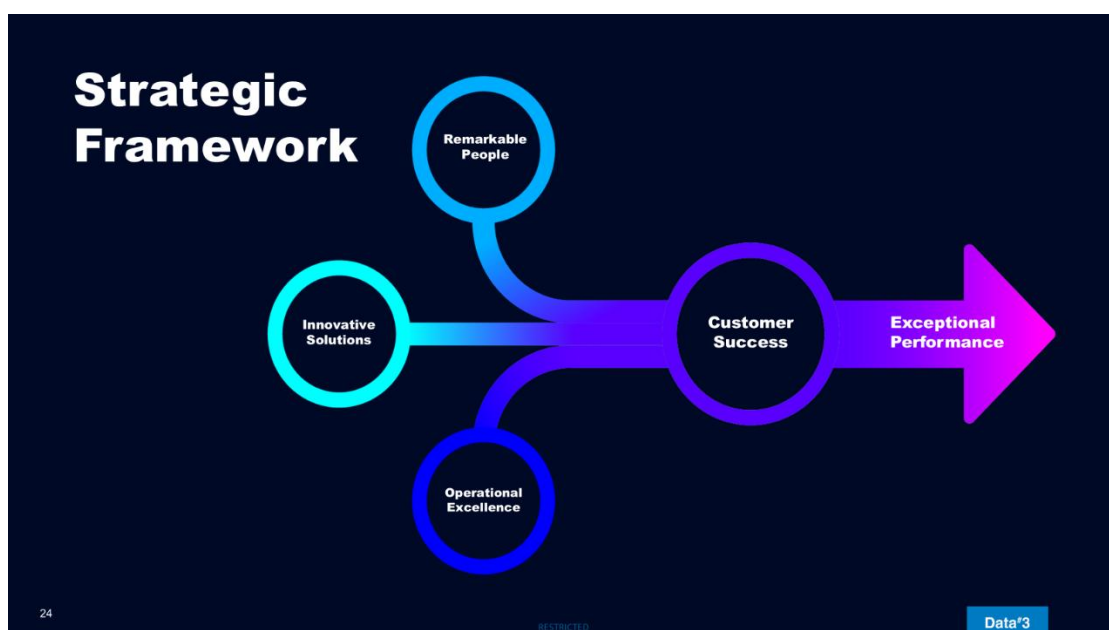 Strategic
Framework
Remarkable
People
Innovative
Solutions
Customer
Success
Exceptional
Performance
Operational
Excellence
24
RESTRICTED
Data#3